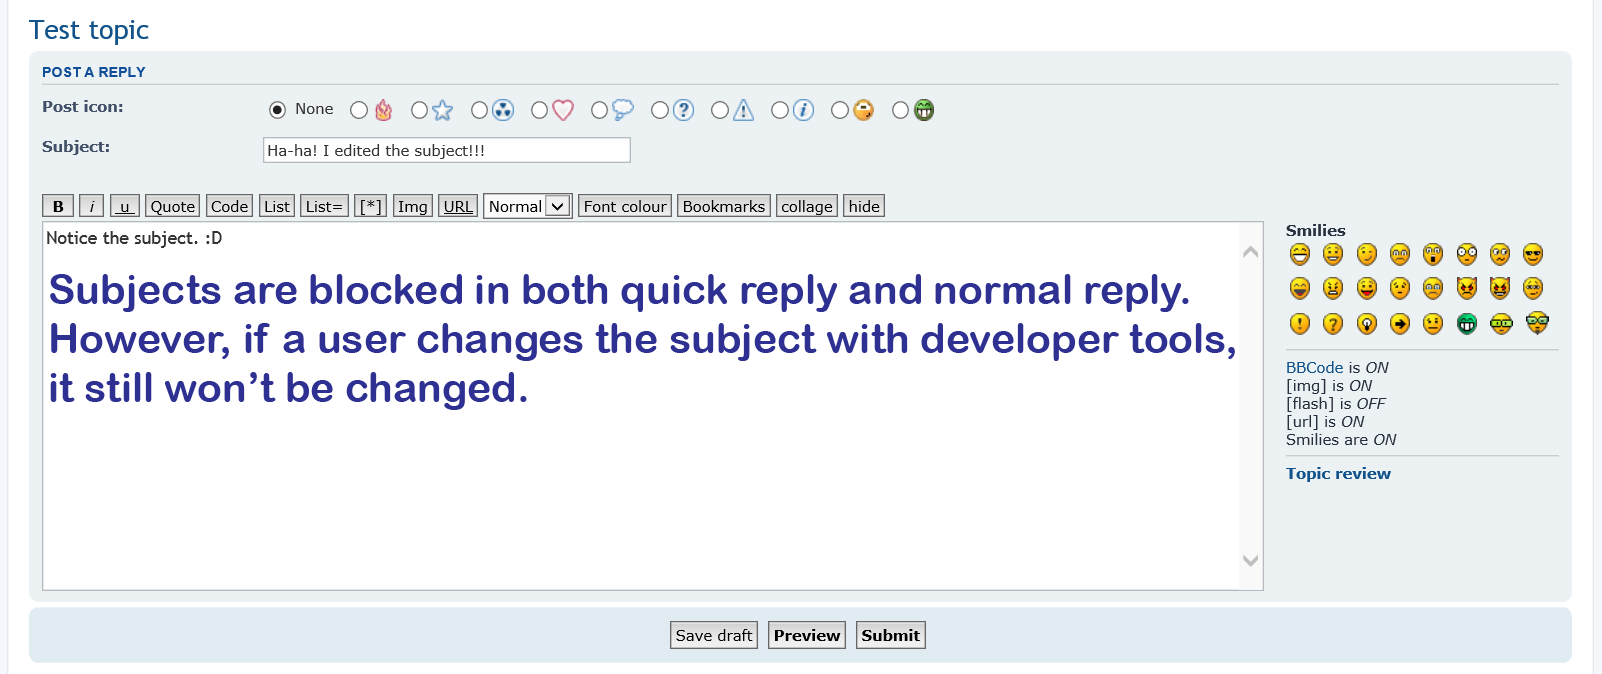 Test topic
POST A REPLY
Post icon: None
Subject: Ha-ha! I edited the subject!!!
B i u Quote Code List List= [*] Img URL Normal Font colour Bookmarks collage hide
Notice the subject. :D
Subjects are blocked in both quick reply and normal reply.
However, if a user changes the subject with developer tools,
it still won’t be changed.
Smilies
BBCode is ON
[img] is ON
[flash] is OFF
[url] is ON
Smilies are ON
Topic review
Save draft Preview Submit